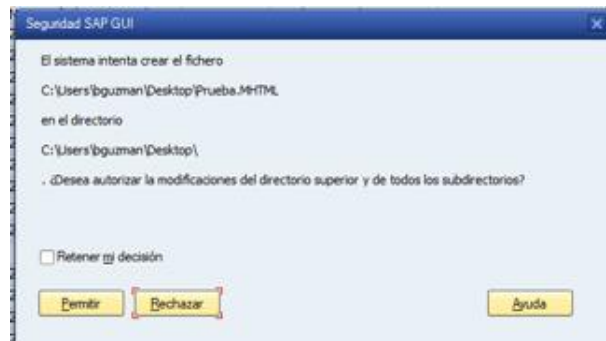 Seguridad SAP GUI
El sistema intenta crear el fichero
C:\Users\bguzman\Desktop\Prueba.MHTML
en el directorio
C:\Users\bguzman\Desktop\
. ¿Desea autorizar la modificaciones del directorio superior y de todos los subdirectorios?
Retener mi decisión
Permitir Rechazar Ayuda